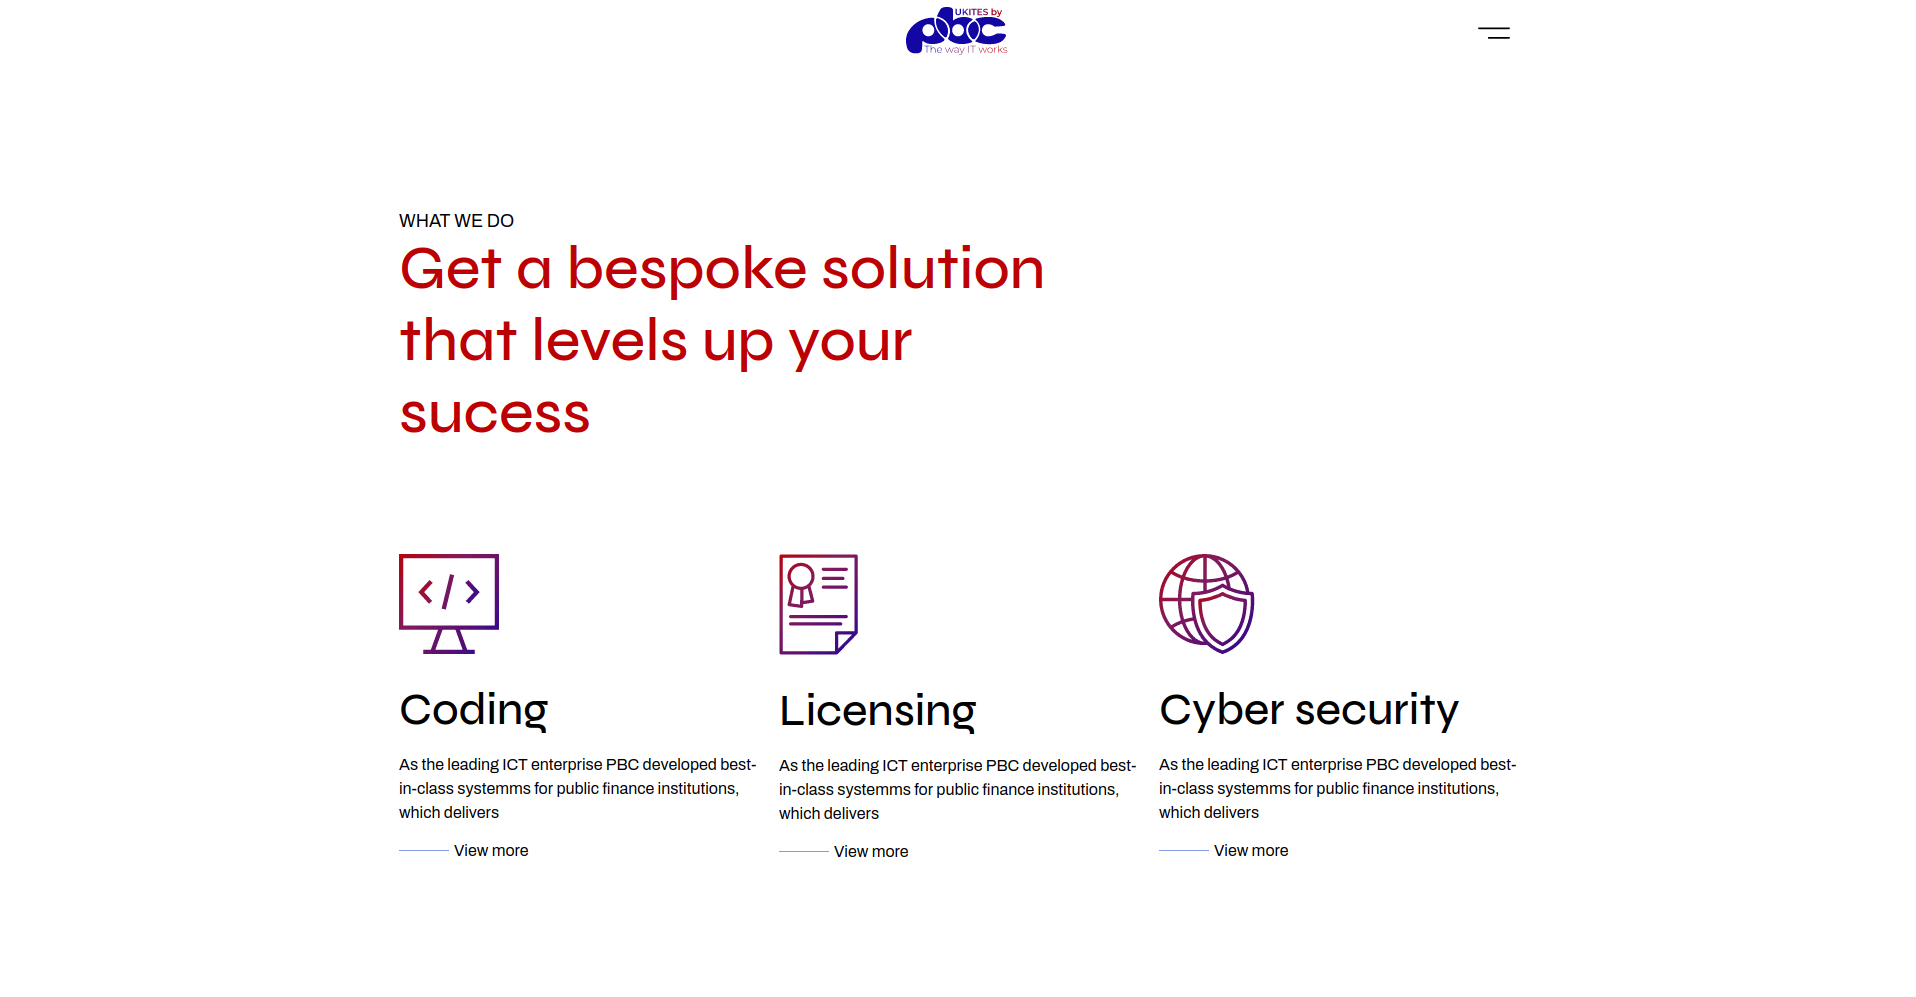 UKITES by
pbc
The way IT works
WHAT WE DO
Get a bespoke solution
that levels up your
sucess
</>
Coding
As the leading ICT enterprise PBC developed best-
in-class systemms for public finance institutions,
which delivers
View more
Licensing
As the leading ICT enterprise PBC developed best-
in-class systemms for public finance institutions,
which delivers
View more
Cyber security
As the leading ICT enterprise PBC developed best-
in-class systemms for public finance institutions,
which delivers
View more